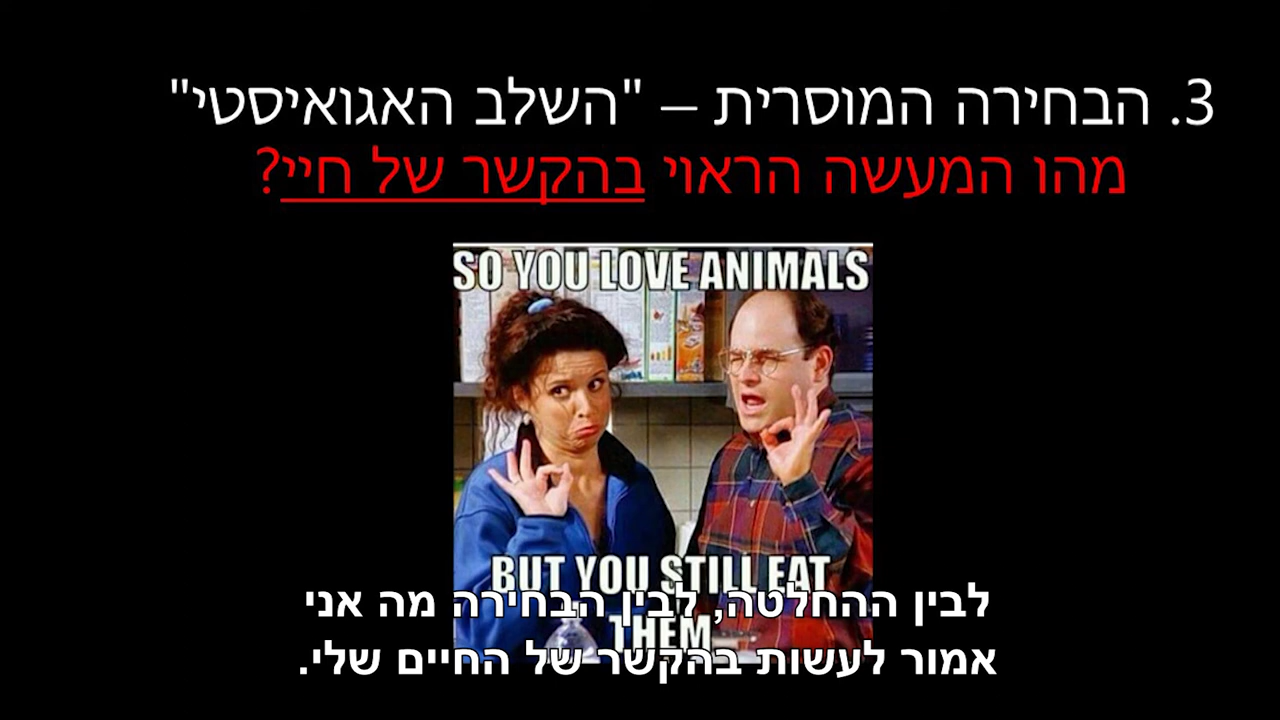 3. הבחירה המוסרית – "השלב האגואיסטי"
מהו המעשה הראוי בהקשר של חיי?
SO YOU LOVE ANIMALS
BUT YOU STILL EAT
THEM
לבין ההחלטה, לבין הבחירה מה אני
אמור לעשות בהקשר של החיים שלי.